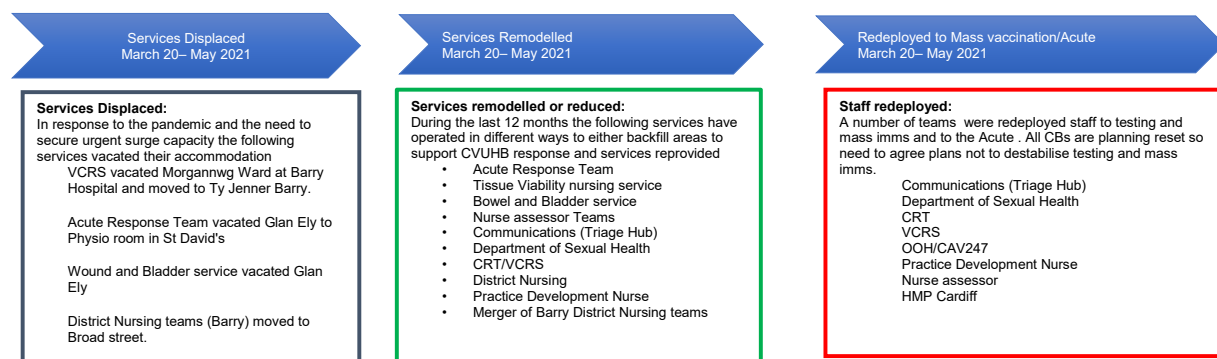 Services Displaced
March 20– May 2021
Services Displaced:
In response to the pandemic and the need to
secure urgent surge capacity the following
services vacated their accommodation
VCRS vacated Morgannwg Ward at Barry
Hospital and moved to Ty Jenner Barry.
Acute Response Team vacated Glan Ely to
Physio room in St David's
Wound and Bladder service vacated Glan
Ely
District Nursing teams (Barry) moved to
Broad street.
Services Remodelled
March 20– May 2021
Services remodelled or reduced:
During the last 12 months the following services have
operated in different ways to either backfill areas to
support CVUHB response and services reprovided
• Acute Response Team
• Tissue Viability nursing service
• Bowel and Bladder service
• Nurse assessor Teams
• Communications (Triage Hub)
• Department of Sexual Health
• CRT/VCRS
• District Nursing
• Practice Development Nurse
• Merger of Barry District Nursing teams
Redeployed to Mass vaccination/Acute
March 20– May 2021
Staff redeployed:
A number of teams were redeployed staff to testing and
mass imms and to the Acute . All CBs are planning reset so
need to agree plans not to destabilise testing and mass
imms.
Communications (Triage Hub)
Department of Sexual Health
CRT
VCRS
OOH/CAV247
Practice Development Nurse
Nurse assessor
HMP Cardiff